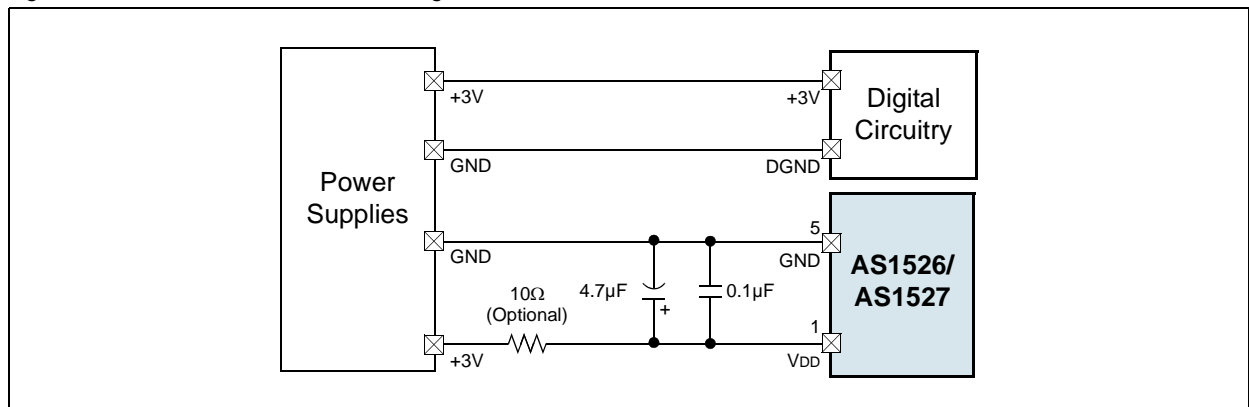 +3V
+3V
Digital
Circuitry
GND
DGND
Power
Supplies
5
GND
GND
AS1526/
AS1527
10Ω
(Optional)
4.7µF
+
0.1µF
1
+3V
VDD